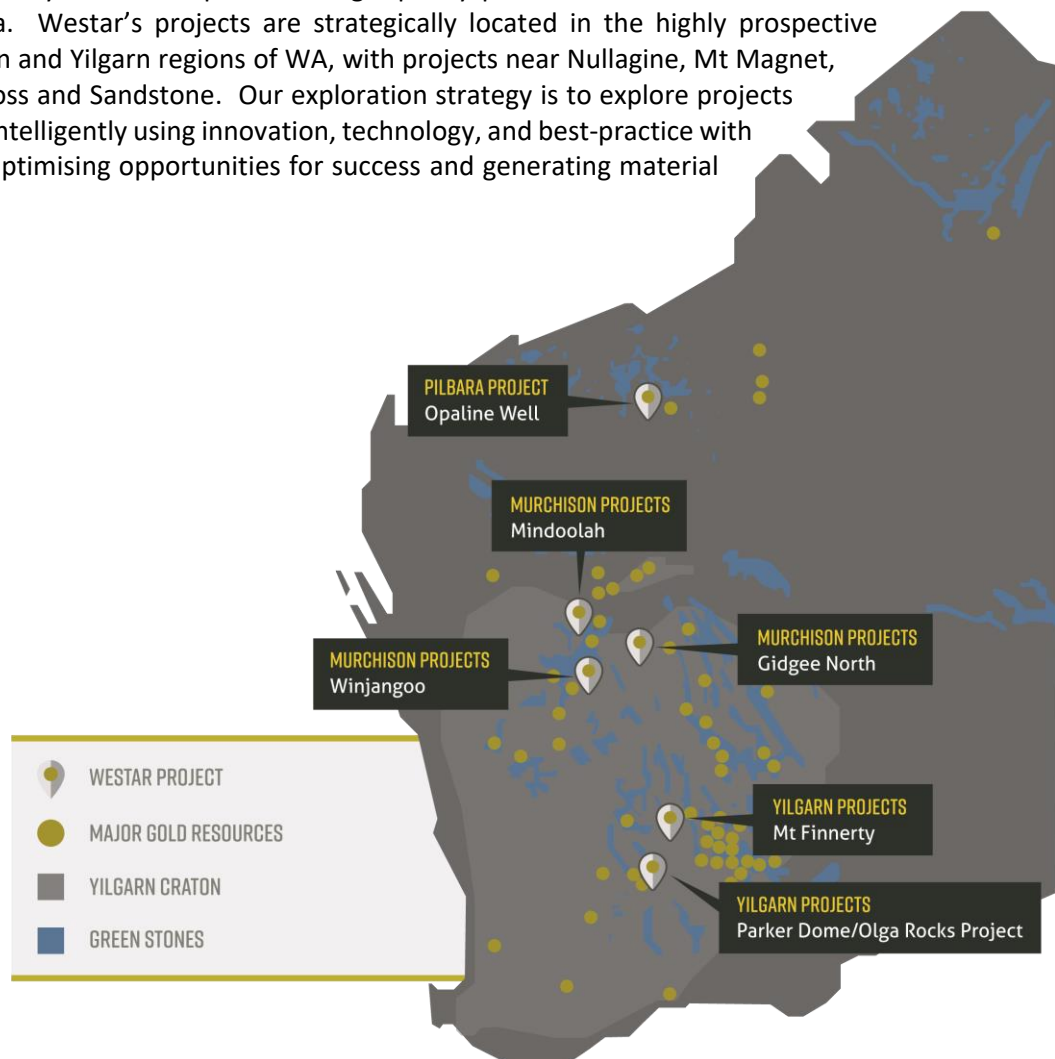 a. Westar’s projects are strategically located in the highly prospective
and Yilgarn regions of WA, with projects near Nullagine, Mt Magnet,
and Sandstone. Our exploration strategy is to explore projects
using innovation, technology, and best-practice with
opportunities for success and generating material
PILBARA PROJECT
Opaline Well
MURCHISON PROJECTS
Mindoolah
MURCHISON PROJECTS
Gidgee North
MURCHISON PROJECTS
Winjangoo
WESTAR PROJECT
MAJOR GOLD RESOURCES
YILGARN CRATON
GREEN STONES
YILGARN PROJECTS
Mt Finnerty
YILGARN PROJECTS
Parker Dome/Olga Rocks Project